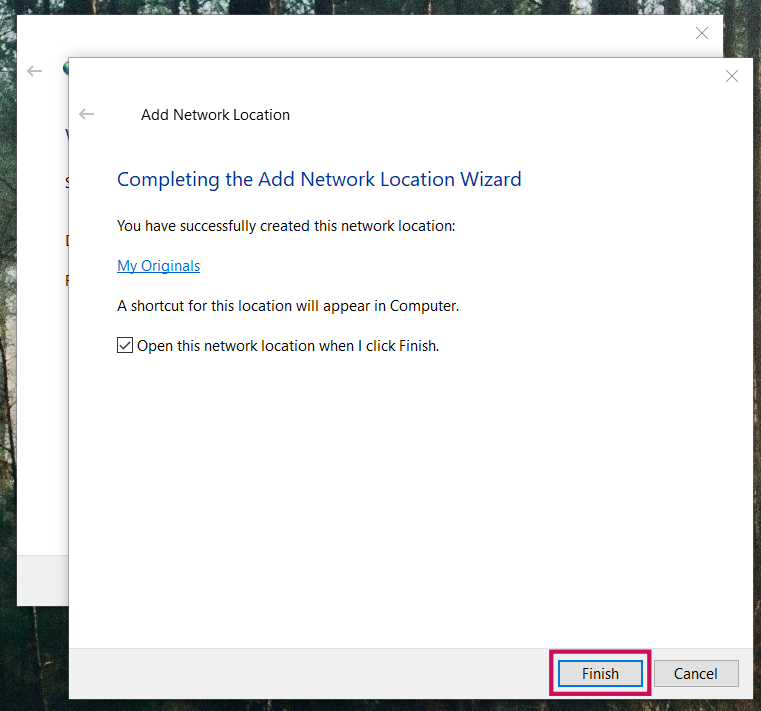 Add Network Location
Completing the Add Network Location Wizard
You have successfully created this network location:
My Originals
A shortcut for this location will appear in Computer.
Open this network location when I click Finish.
Finish
Cancel